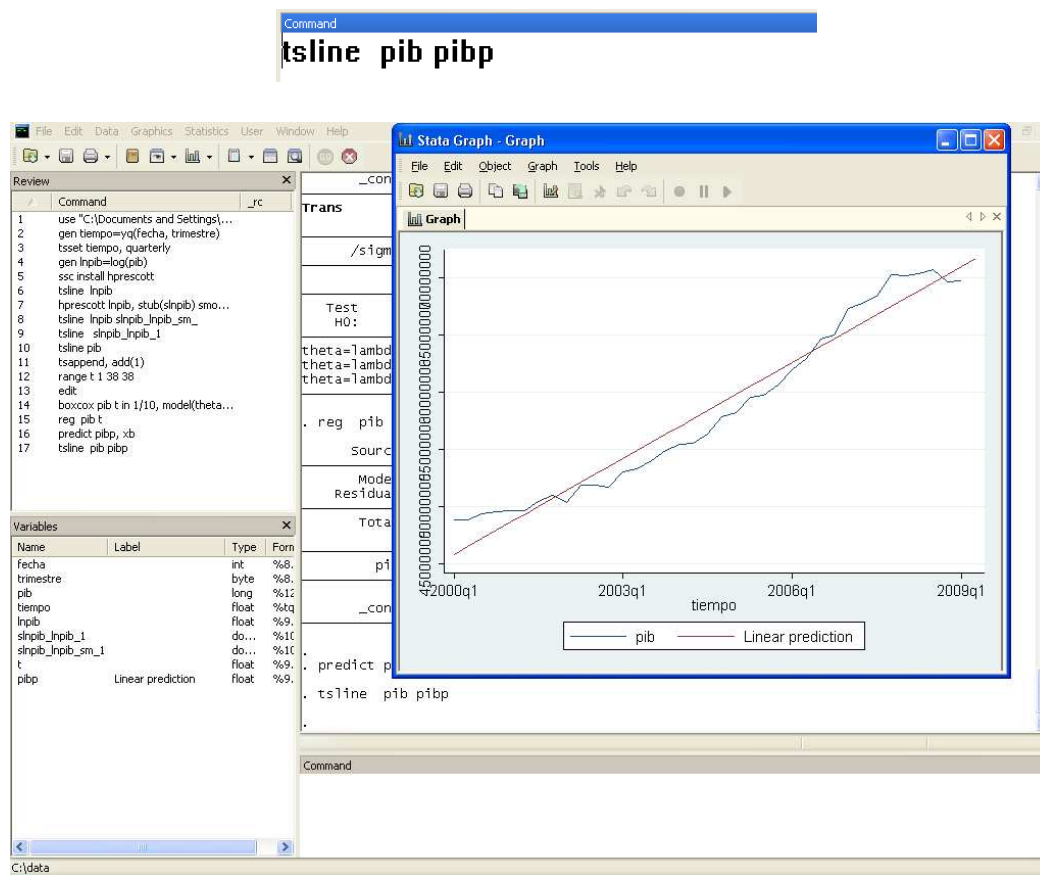 Command
tsline pib pibp
File Edit Data Graphics Statistics User Window Help
Stata Graph - Graph
File Edit Object Graph Tools Help
Graph
Review
Command _rc
1 use "C:\Documents and Settings\...
2 gen tiempo=yq(fecha, trimestre)
3 tsset tiempo, quarterly
4 gen lnpib=log(pib)
5 ssc install hprescott
6 tsline lnpib
7 hprescott lnpib, stub(slnpib) smo...
8 tsline lnpib slnpib_lnpib_sm_
9 tsline slnpib_lnpib_1
10 tsline pib
11 tsappend, add(1)
12 range t 1 38 38
13 edit
14 boxcox pib t in 1/10, model(theta...
15 reg pib t
16 predict pibp, xb
17 tsline pib pibp
Variables
Name Label Type Form
fecha int %8.
trimestre byte %8.
pib long %12
tiempo float %tq
lnpib float %9.
slnpib_lnpib_1 do... %10
slnpib_lnpib_sm_1 do... %10
t float %9.
pibp Linear prediction float %9.
_con
Trans
/sigm
Test
H0:
theta=lambd
theta=lambd
theta=lambd
. reg pib
Sourc
Mode
Residua
Tota
pi
_con
.
. predict p
. tsline pib pibp
.
2000q1 2003q1 2006q1 2009q1
tiempo
pib Linear prediction
Command
C:\data